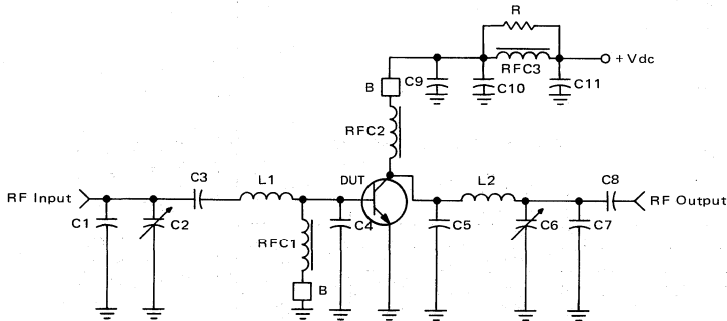 R
RFC3
+ Vdc
C9
C10
C11
B
RFC2
C3
L1
DUT
L2
C8
RF Input
RF Output
C1
C2
RFC1
C4
C5
C6
C7
B